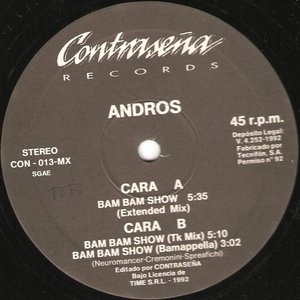 Contraseña
RECORDS
ANDROS
45 r.p.m.
Depósito Legal:
V. 4.252-1992
Fabricado por
Tecnifón, S.A.
Permiso nº 92
STEREO
CON - 013-MX
SGAE
CARA A
BAM BAM SHOW 5:35
(Extended Mix)
CARA B
BAM BAM SHOW (Tk Mix) 5:10
BAM BAM SHOW (Bamappella) 3:02
(Neuromancer-Cremonini-Spreafichi)
Editado por CONTRASEÑA
Bajo Licencia de
TIME S.R.L. - 1992